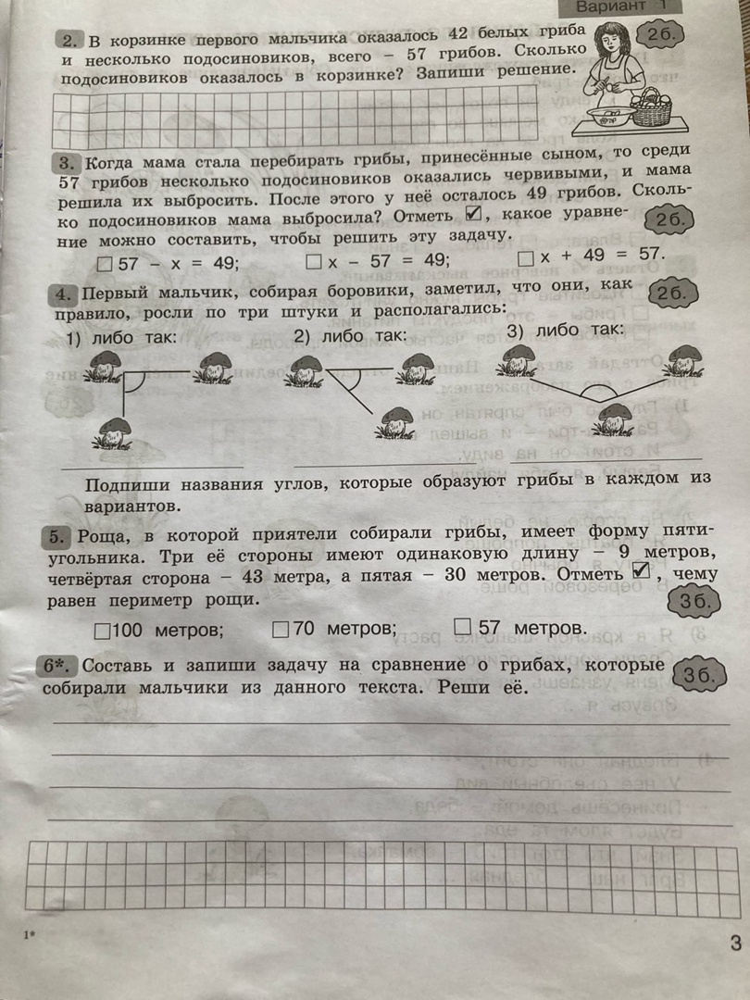 Вариант 1
2. В корзинке первого мальчика оказалось 42 белых гриба
2б.
и несколько подосиновиков, всего – 57 грибов. Сколько
подосиновиков оказалось в корзинке? Запиши решение.
3. Когда мама стала перебирать грибы, принесённые сыном, то среди
57 грибов несколько подосиновиков оказались червивыми, и мама
решила их выбросить. После этого у неё осталось 49 грибов. Сколь-
ко подосиновиков мама выбросила? Отметь ☑, какое уравне-
2б.
ние можно составить, чтобы решить эту задачу.
☐ 57 – x = 49; ☐ x – 57 = 49; ☐ x + 49 = 57.
4. Первый мальчик, собирая боровики, заметил, что они, как
2б.
правило, росли по три штуки и располагались:
1) либо так: 2) либо так: 3) либо так:
Подпиши названия углов, которые образуют грибы в каждом из
вариантов.
5. Роща, в которой приятели собирали грибы, имеет форму пяти-
угольника. Три её стороны имеют одинаковую длину – 9 метров,
четвёртая сторона – 43 метра, а пятая – 30 метров. Отметь ☑, чему
равен периметр рощи.
3б.
☐ 100 метров; ☐ 70 метров; ☐ 57 метров.
6*. Составь и запиши задачу на сравнение о грибах, которые
3б.
собирали мальчики из данного текста. Реши её.
1*
3